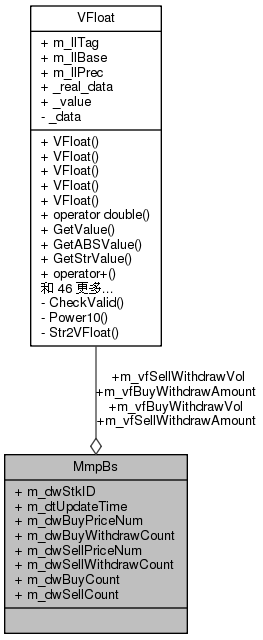 VFloat
+ m_llTag
+ m_llBase
+ m_llPrec
+ _real_data
+ _value
- _data
+ VFloat()
+ VFloat()
+ VFloat()
+ VFloat()
+ VFloat()
+ operator double()
+ GetValue()
+ GetABSValue()
+ GetStrValue()
+ operator+()
和 46 更多...
- CheckValid()
- Power10()
- Str2VFloat()
+m_vfSellWithdrawVol
+m_vfBuyWithdrawAmount
+m_vfBuyWithdrawVol
+m_vfSellWithdrawAmount
MmpBs
+ m_dwStkID
+ m_dtUpdateTime
+ m_dwBuyPriceNum
+ m_dwBuyWithdrawCount
+ m_dwSellPriceNum
+ m_dwSellWithdrawCount
+ m_dwBuyCount
+ m_dwSellCount